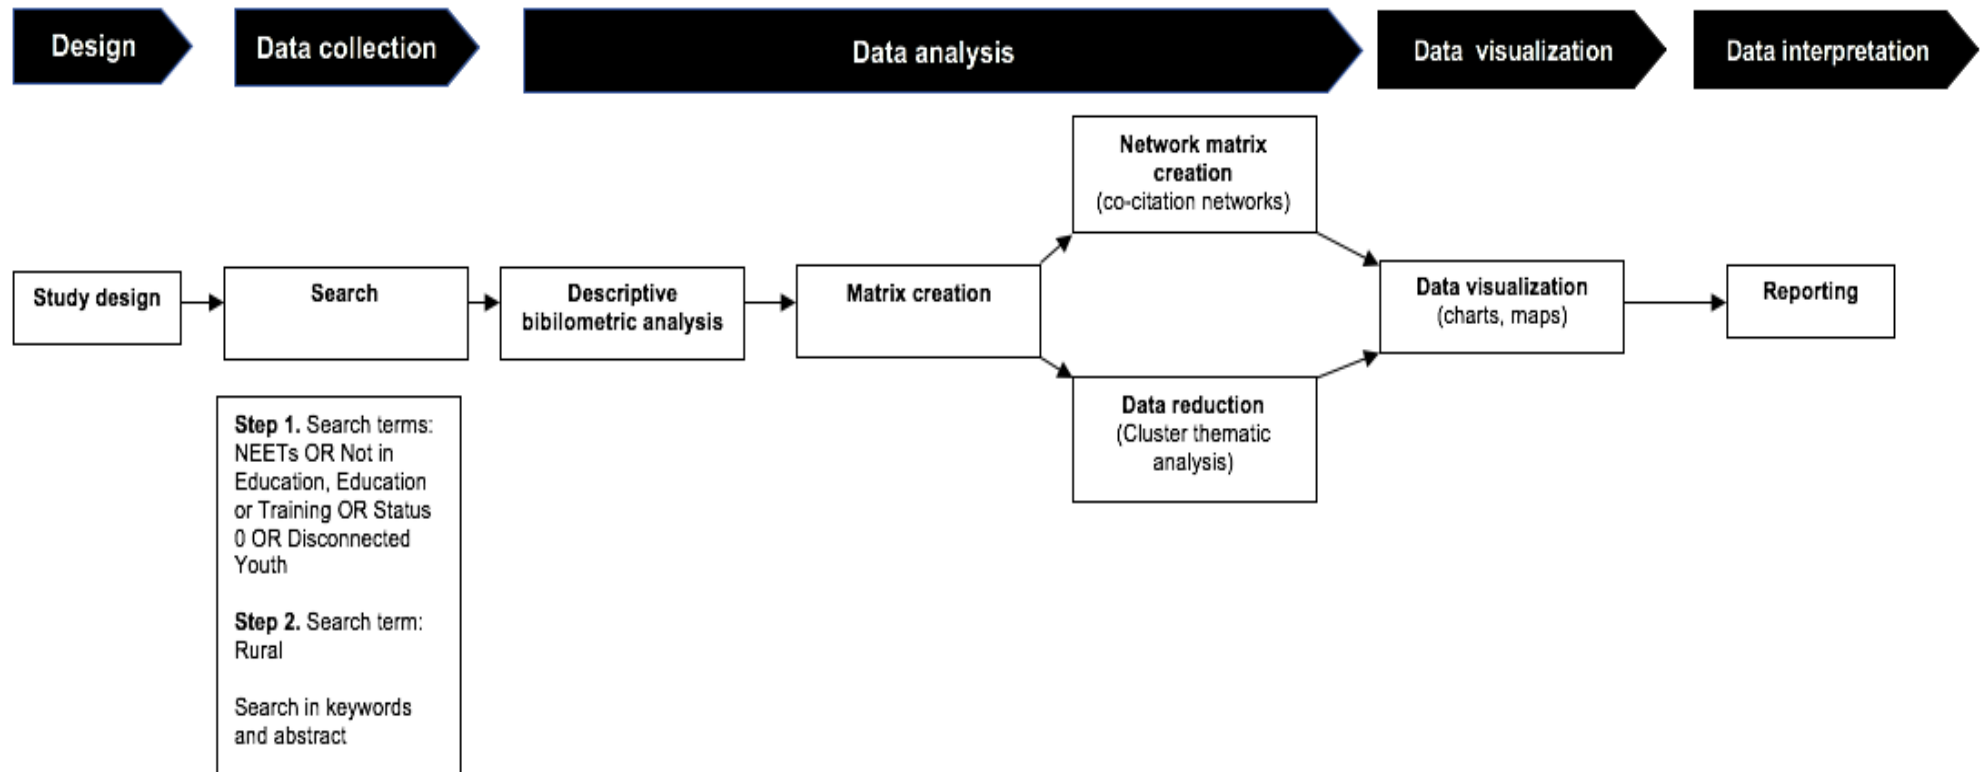 Design
Data collection
Data analysis
Data visualization
Data interpretation
Network matrix
creation
(co-citation networks)
Study design
Search
Descriptive
bibilometric analysis
Matrix creation
Data visualization
(charts, maps)
Reporting
Data reduction
(Cluster thematic
analysis)
Step 1. Search terms:
NEETs OR Not in
Education, Education
or Training OR Status
0 OR Disconnected
Youth
Step 2. Search term:
Rural
Search in keywords
and abstract